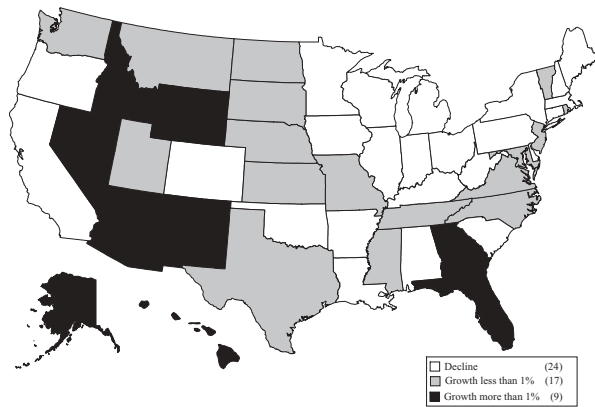 Decline (24)
Growth less than 1% (17)
Growth more than 1% (9)